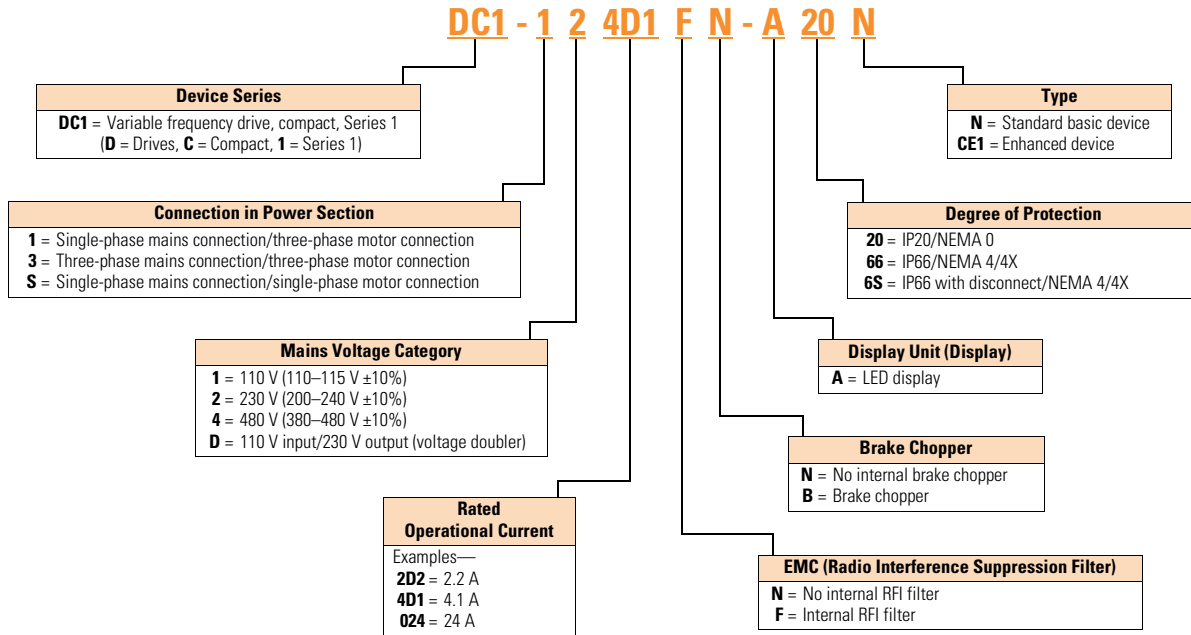 DC1 - 1 2 4D1 F N - A 20 N
Device Series
DC1 = Variable frequency drive, compact, Series 1
(D = Drives, C = Compact, 1 = Series 1)
Type
N = Standard basic device
CE1 = Enhanced device
Connection in Power Section
1 = Single-phase mains connection/three-phase motor connection
3 = Three-phase mains connection/three-phase motor connection
S = Single-phase mains connection/single-phase motor connection
Degree of Protection
20 = IP20/NEMA 0
66 = IP66/NEMA 4/4X
6S = IP66 with disconnect/NEMA 4/4X
Mains Voltage Category
1 = 110 V (110–115 V ±10%)
2 = 230 V (200–240 V ±10%)
4 = 480 V (380–480 V ±10%)
D = 110 V input/230 V output (voltage doubler)
Display Unit (Display)
A = LED display
Brake Chopper
N = No internal brake chopper
B = Brake chopper
Rated
Operational Current
Examples—
2D2 = 2.2 A
4D1 = 4.1 A
024 = 24 A
EMC (Radio Interference Suppression Filter)
N = No internal RFI filter
F = Internal RFI filter